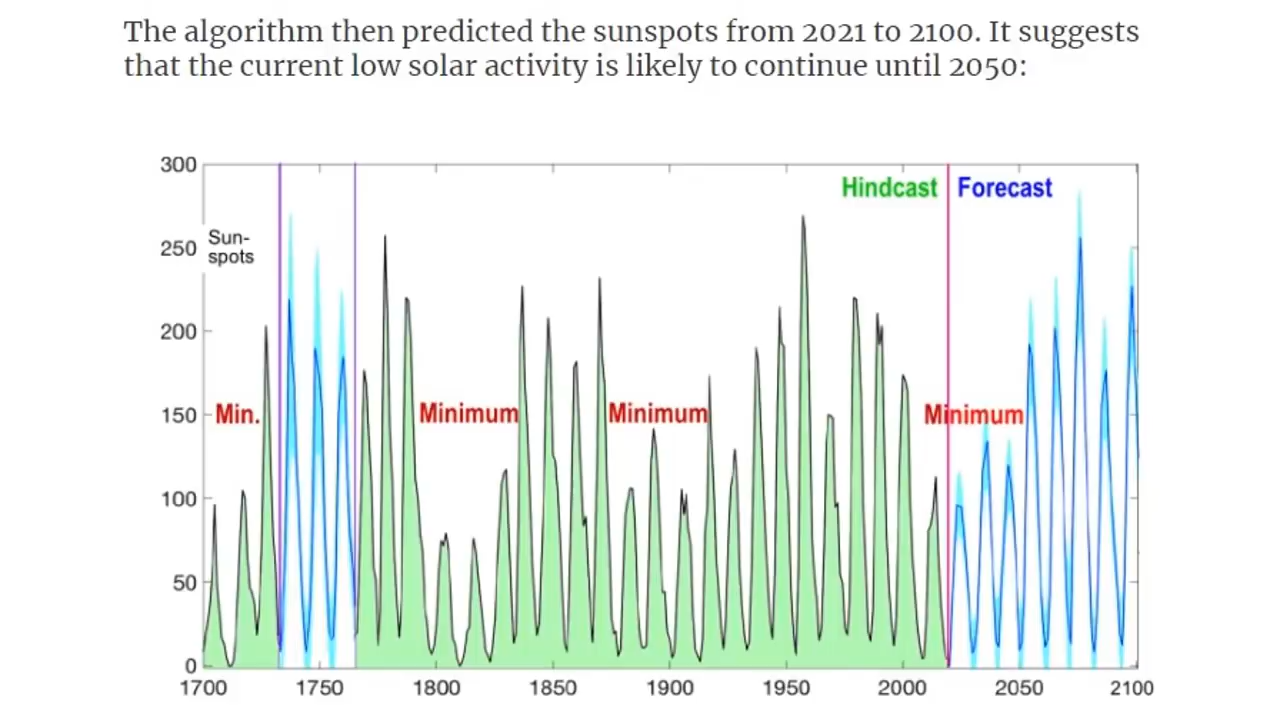 The algorithm then predicted the sunspots from 2021 to 2100. It suggests
that the current low solar activity is likely to continue until 2050:
300
Hindcast Forecast
250
Sun-
spots
200
150
Min. Minimum Minimum Minimum
100
50
0
1700 1750 1800 1850 1900 1950 2000 2050 2100